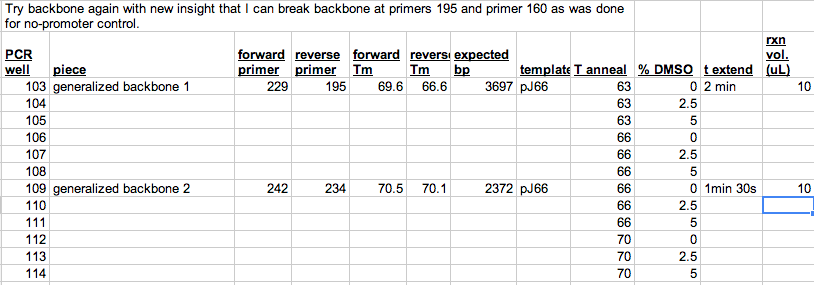 Try backbone again with new insight that I can break backbone at primers 195 and primer 160 as was done
for no-promoter control.
rxn
PCR forward reverse forward revers expected vol.
well piece primer primer Tm Tm bp template T anneal % DMSO t extend (uL)
103 generalized backbone 1 229 195 69.6 66.6 3697 pJ66 63 0 2 min 10
104 63 2.5
105 63 5
106 66 0
107 66 2.5
108 66 5
109 generalized backbone 2 242 234 70.5 70.1 2372 pJ66 66 0 1min 30s 10
110 66 2.5
111 66 5
112 70 0
113 70 2.5
114 70 5